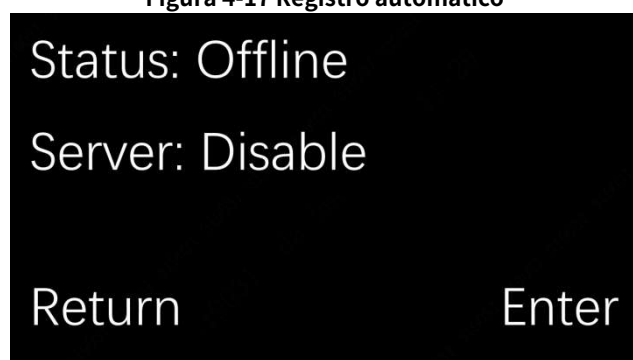 Figura 4-17 Registro automático
Status: Offline
Server: Disable
Return Enter